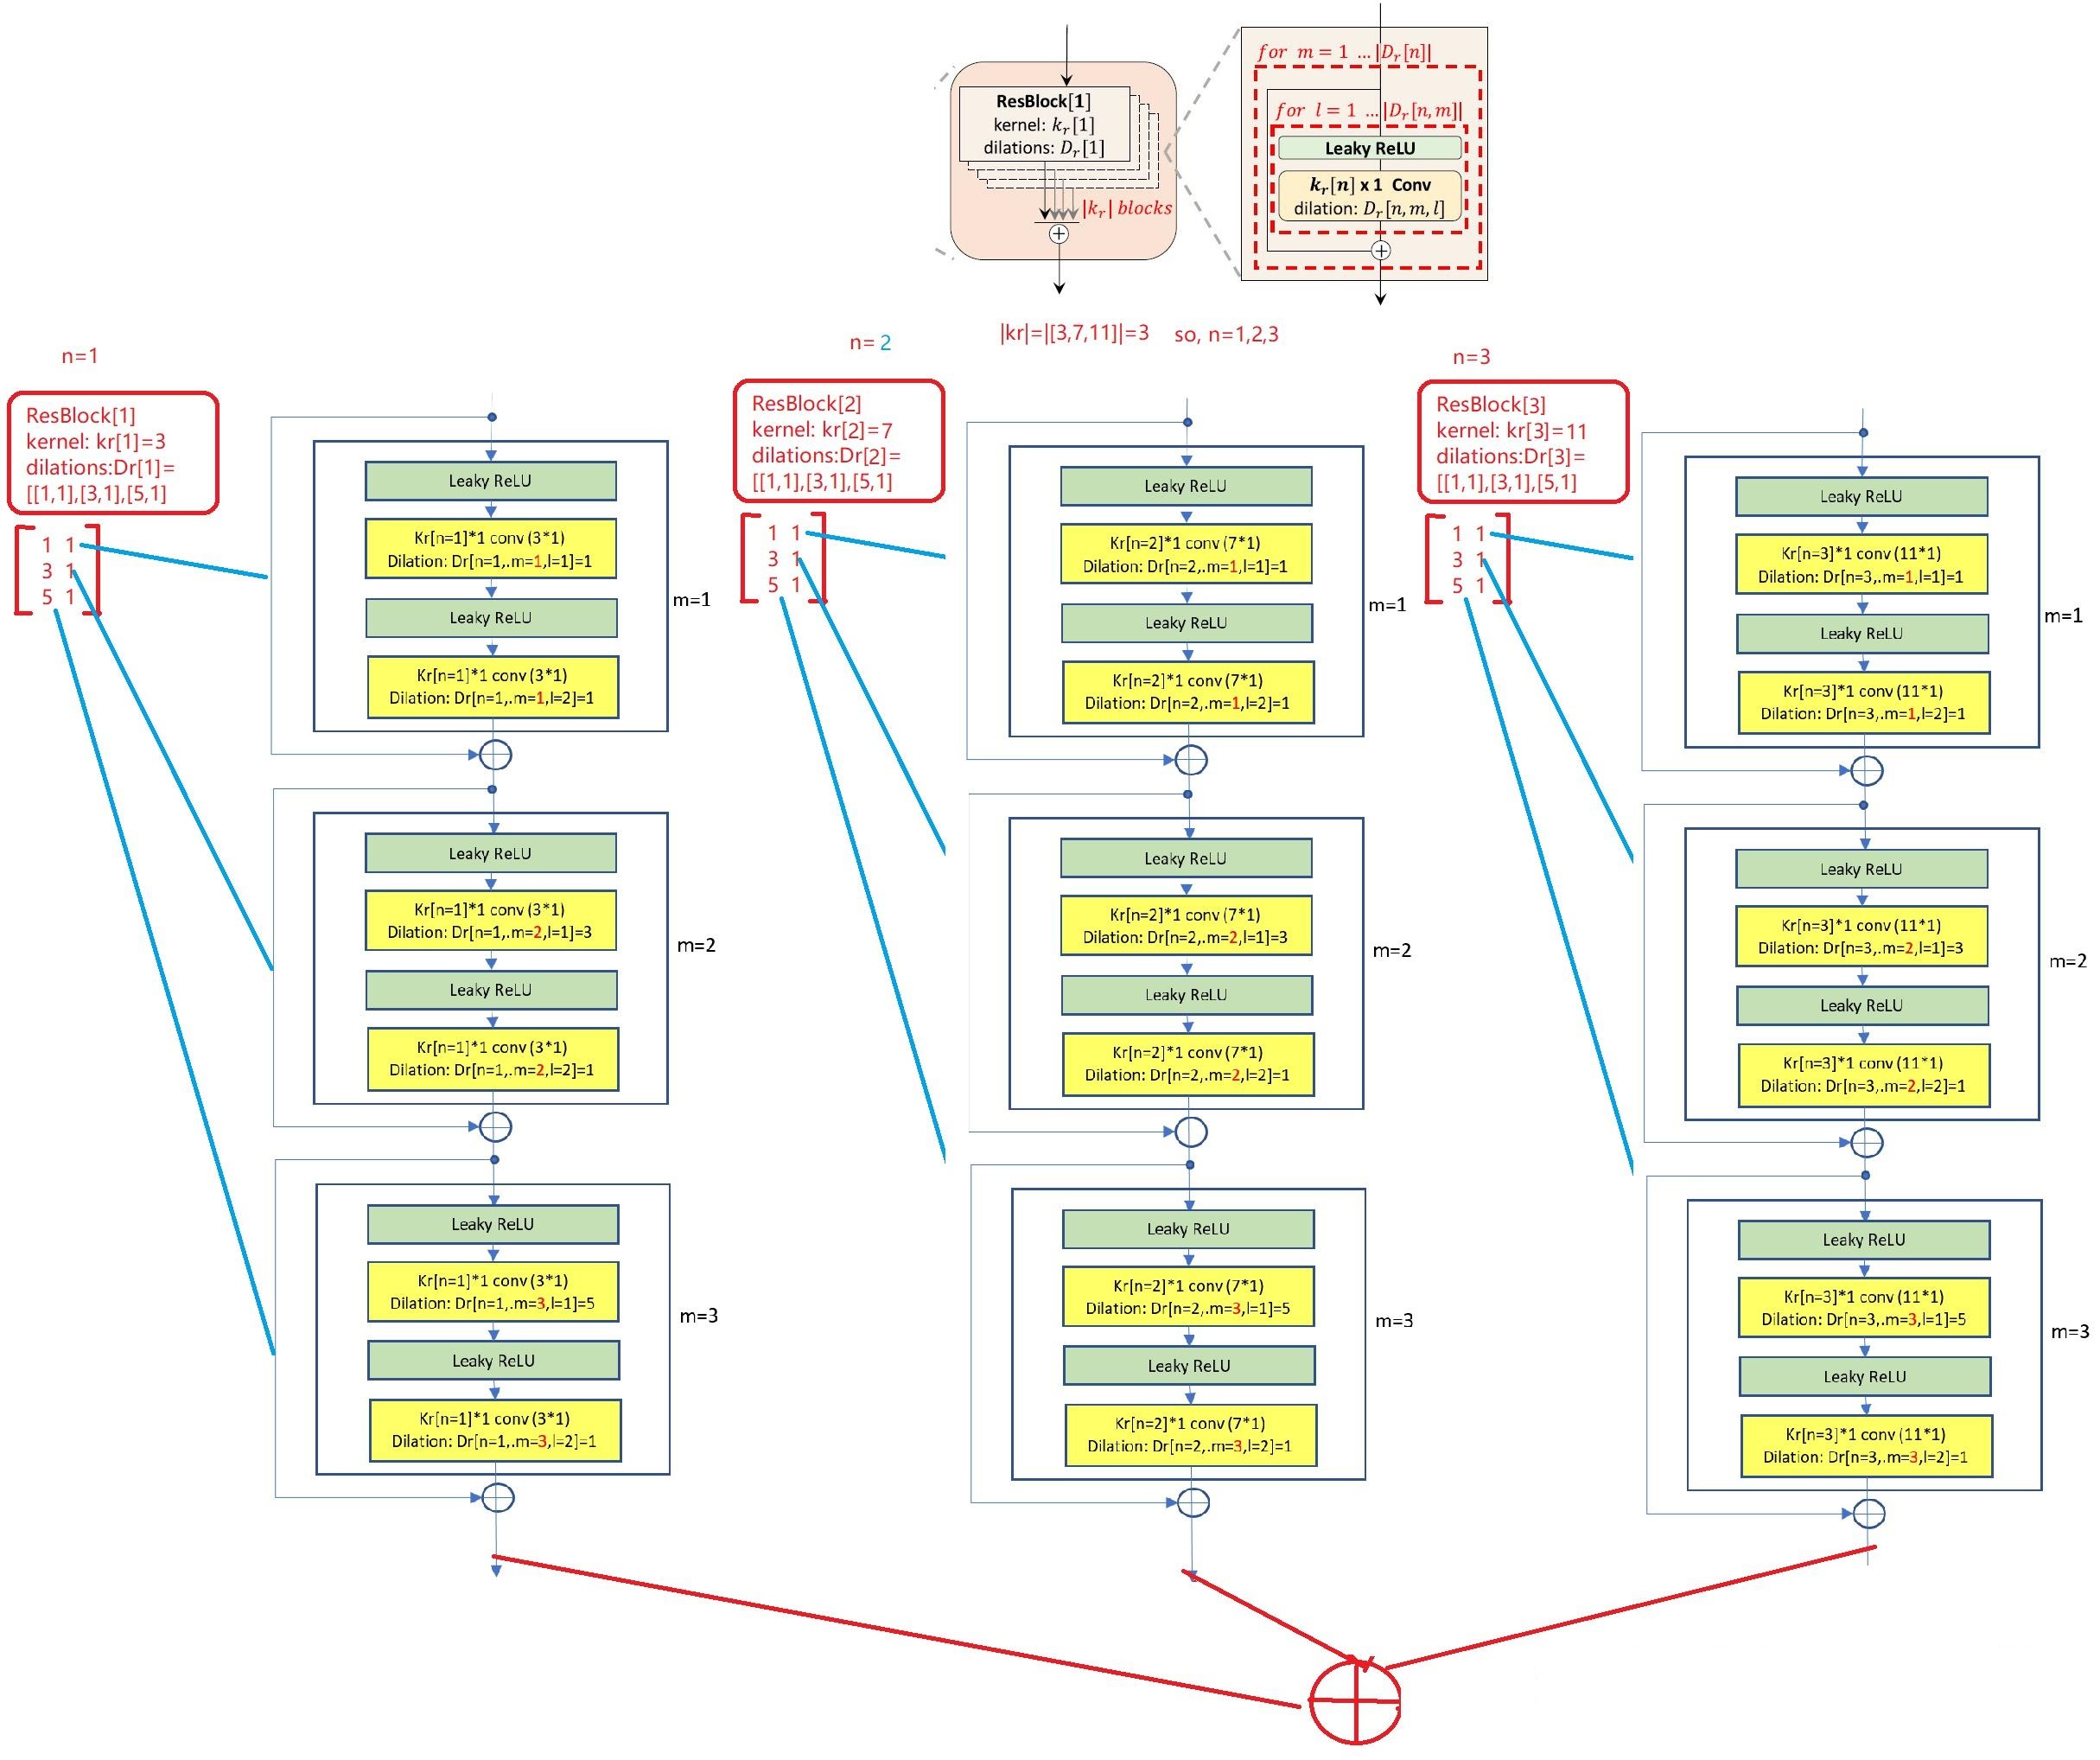 for m = 1 ...|D_r[n]|
ResBlock[1]
kernel: k_r[1]
dilations: D_r[1]
|k_r| blocks
for l = 1 ...|D_r[n, m]|
Leaky ReLU
k_r[n] x 1 Conv
dilation: D_r[n, m, l]
|kr|=|[3,7,11]|=3 so, n=1,2,3
n=1
ResBlock[1]
kernel: kr[1]=3
dilations:Dr[1]=
[[1,1],[3,1],[5,1]
1 1
3 1
5 1
Leaky ReLU
Kr[n=1]*1 conv (3*1)
Dilation: Dr[n=1,.m=1,l=1]=1
Leaky ReLU
Kr[n=1]*1 conv (3*1)
Dilation: Dr[n=1,.m=1,l=2]=1
m=1
Leaky ReLU
Kr[n=1]*1 conv (3*1)
Dilation: Dr[n=1,.m=2,l=1]=3
Leaky ReLU
Kr[n=1]*1 conv (3*1)
Dilation: Dr[n=1,.m=2,l=2]=1
m=2
Leaky ReLU
Kr[n=1]*1 conv (3*1)
Dilation: Dr[n=1,.m=3,l=1]=5
Leaky ReLU
Kr[n=1]*1 conv (3*1)
Dilation: Dr[n=1,.m=3,l=2]=1
m=3
n= 2
ResBlock[2]
kernel: kr[2]=7
dilations:Dr[2]=
[[1,1],[3,1],[5,1]
1 1
3 1
5 1
Leaky ReLU
Kr[n=2]*1 conv (7*1)
Dilation: Dr[n=2,.m=1,l=1]=1
Leaky ReLU
Kr[n=2]*1 conv (7*1)
Dilation: Dr[n=2,.m=1,l=2]=1
m=1
Leaky ReLU
Kr[n=2]*1 conv (7*1)
Dilation: Dr[n=2,.m=2,l=1]=3
Leaky ReLU
Kr[n=2]*1 conv (7*1)
Dilation: Dr[n=2,.m=2,l=2]=1
m=2
Leaky ReLU
Kr[n=2]*1 conv (7*1)
Dilation: Dr[n=2,.m=3,l=1]=5
Leaky ReLU
Kr[n=2]*1 conv (7*1)
Dilation: Dr[n=2,.m=3,l=2]=1
m=3
n=3
ResBlock[3]
kernel: kr[3]=11
dilations:Dr[3]=
[[1,1],[3,1],[5,1]
1 1
3 1
5 1
Leaky ReLU
Kr[n=3]*1 conv (11*1)
Dilation: Dr[n=3,.m=1,l=1]=1
Leaky ReLU
Kr[n=3]*1 conv (11*1)
Dilation: Dr[n=3,.m=1,l=2]=1
m=1
Leaky ReLU
Kr[n=3]*1 conv (11*1)
Dilation: Dr[n=3,.m=2,l=1]=3
Leaky ReLU
Kr[n=3]*1 conv (11*1)
Dilation: Dr[n=3,.m=2,l=2]=1
m=2
Leaky ReLU
Kr[n=3]*1 conv (11*1)
Dilation: Dr[n=3,.m=3,l=1]=5
Leaky ReLU
Kr[n=3]*1 conv (11*1)
Dilation: Dr[n=3,.m=3,l=2]=1
m=3